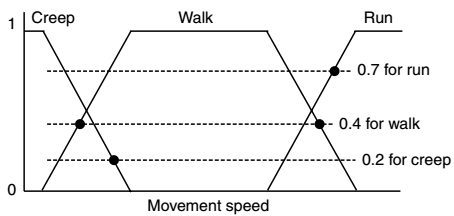 Creep Walk Run
1
0.7 for run
0.4 for walk
0.2 for creep
0
Movement speed